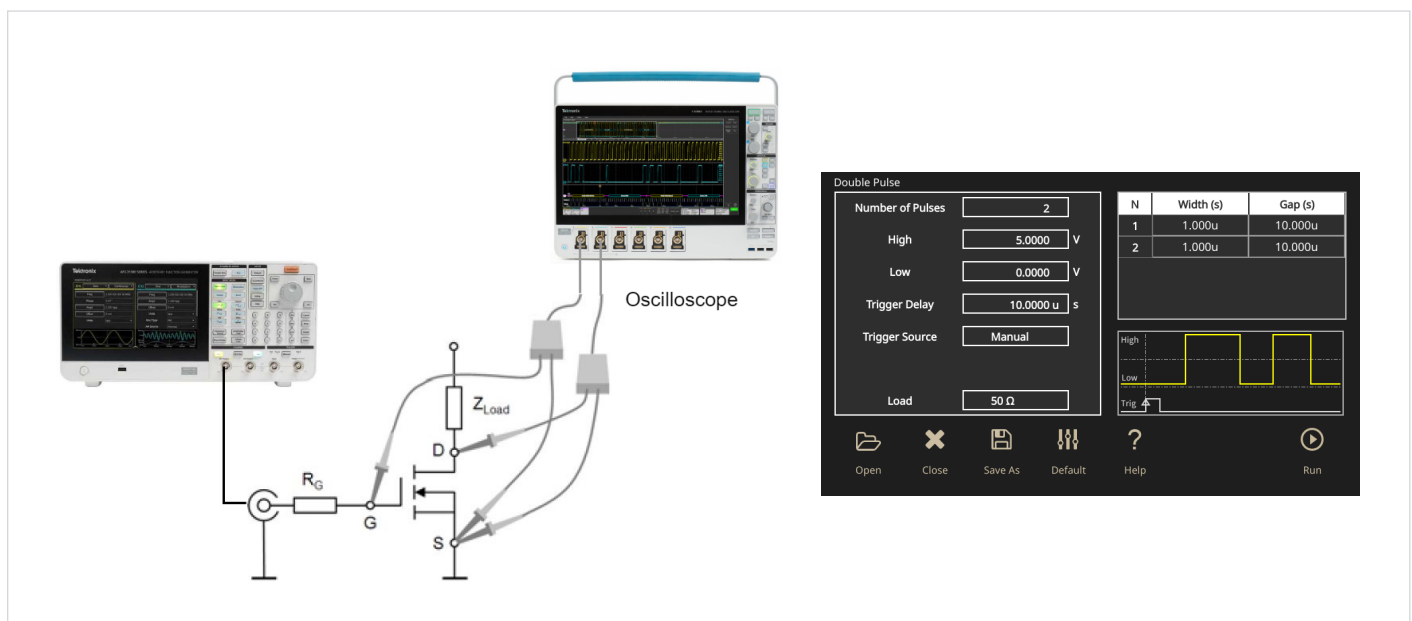 Tektronix
Tektronix
Oscilloscope
Z_Load
D
R_G
G
S
Double Pulse
Number of Pulses 2
High 5.0000 V
Low 0.0000 V
Trigger Delay 10.0000 u s
Trigger Source Manual
Load 50 Ω
N Width (s) Gap (s)
1 1.000u 10.000u
2 1.000u 10.000u
High
Low
Trig
Open Close Save As Default Help Run